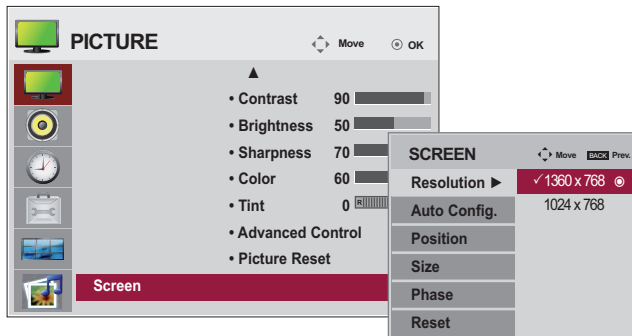 PICTURE
Move OK
▲
• Contrast 90
• Brightness 50
• Sharpness 70
• Color 60
• Tint 0 R
• Advanced Control
• Picture Reset
Screen
SCREEN
Move BACK Prev.
Resolution ► ✓1360 x 768
Auto Config. 1024 x 768
Position
Size
Phase
Reset